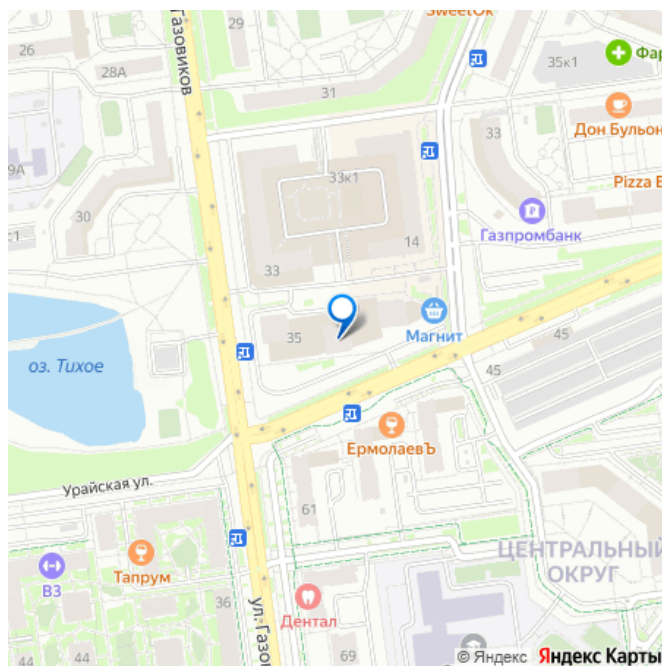 SweetOk
26
29
28А
Газовиков
31
35к1
Фар
Дон Бульон
33
9А
33к1
Pizza E
30
с1
14
Газпромбанк
33
35
Магнит
45
45
оз. Тихое
ЕрмолаевЪ
Урайская ул.
61
ЦЕНТРАЛЬНЫЙ
ОКРУГ
В3
Тапрум
36
ул. Газо
Дентал
69
© Яндекс Яндекс Карты